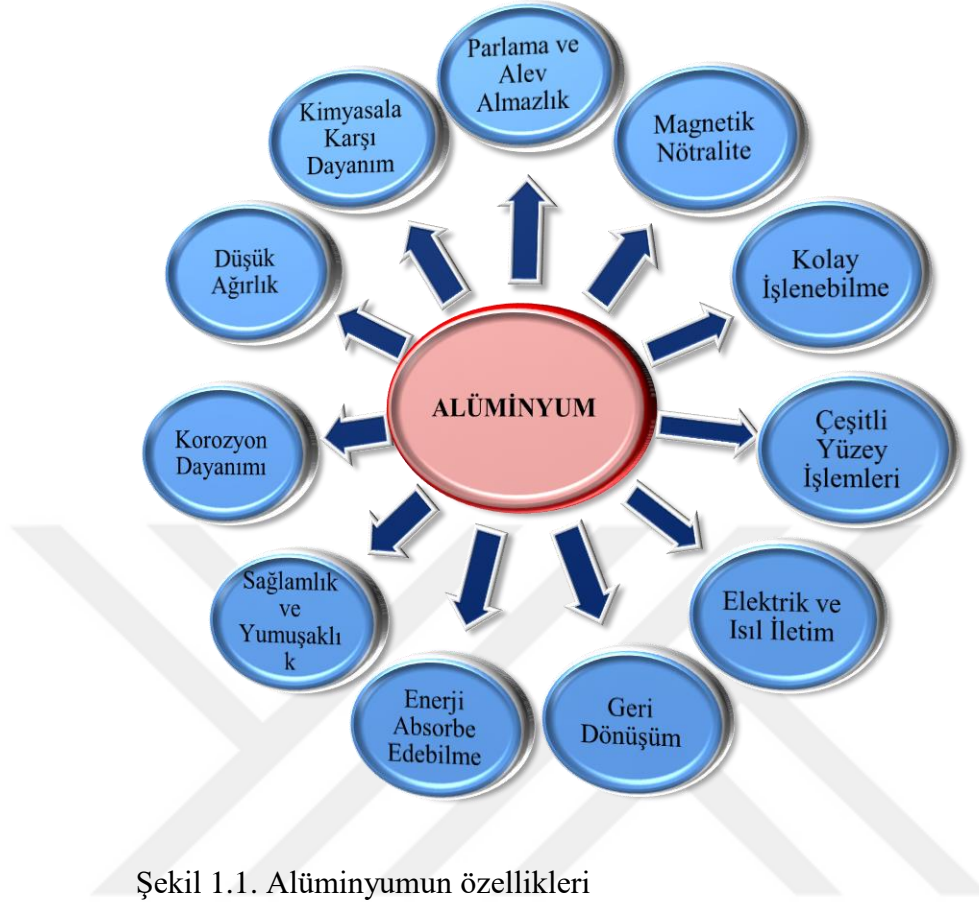 Parlama ve
Alev
Almazlık
Magnetik
Nötralite
Kolay
İşlenebilme
Çeşitli
Yüzey
İşlemleri
Elektrik ve
Isıl İletim
Geri
Dönüşüm
Enerji
Absorbe
Edebilme
Sağlamlık
ve
Yumuşaklı
k
Korozyon
Dayanımı
Düşük
Ağırlık
Kimyasala
Karşı
Dayanım
ALÜMİNYUM
Şekil 1.1. Alüminyumun özellikleri